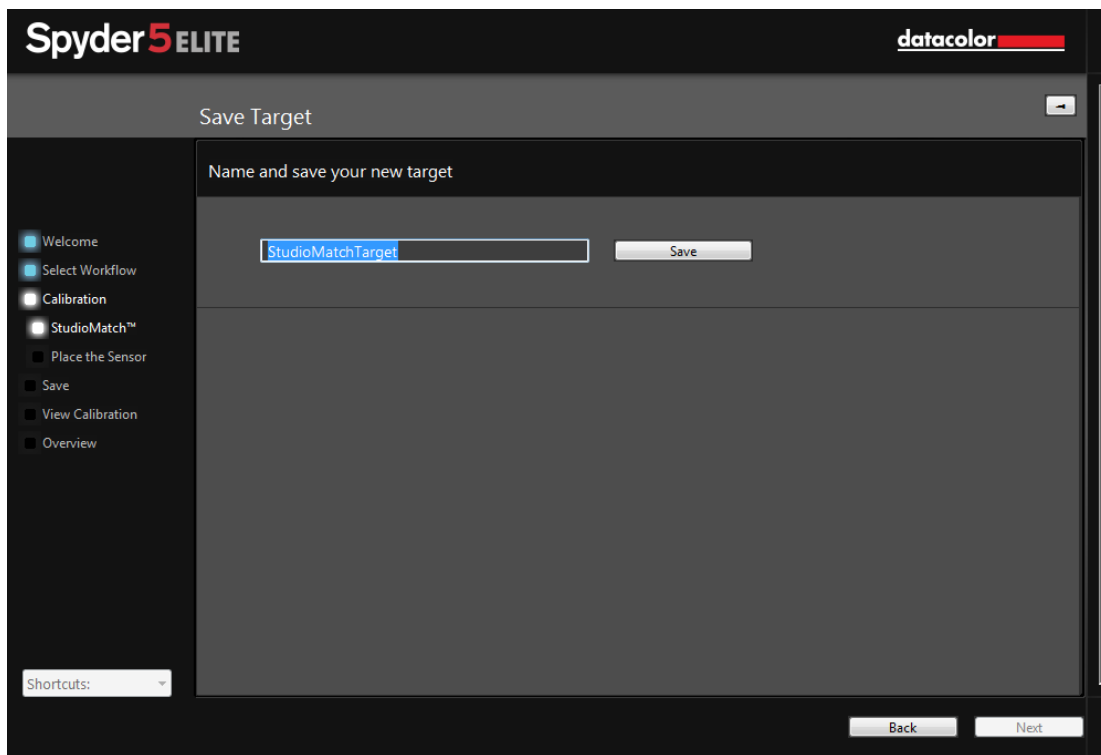 Spyder5ELITE
datacolor
Save Target
Name and save your new target
StudioMatchTarget
Save
Welcome
Select Workflow
Calibration
StudioMatch™
Place the Sensor
Save
View Calibration
Overview
Shortcuts:
Back
Next